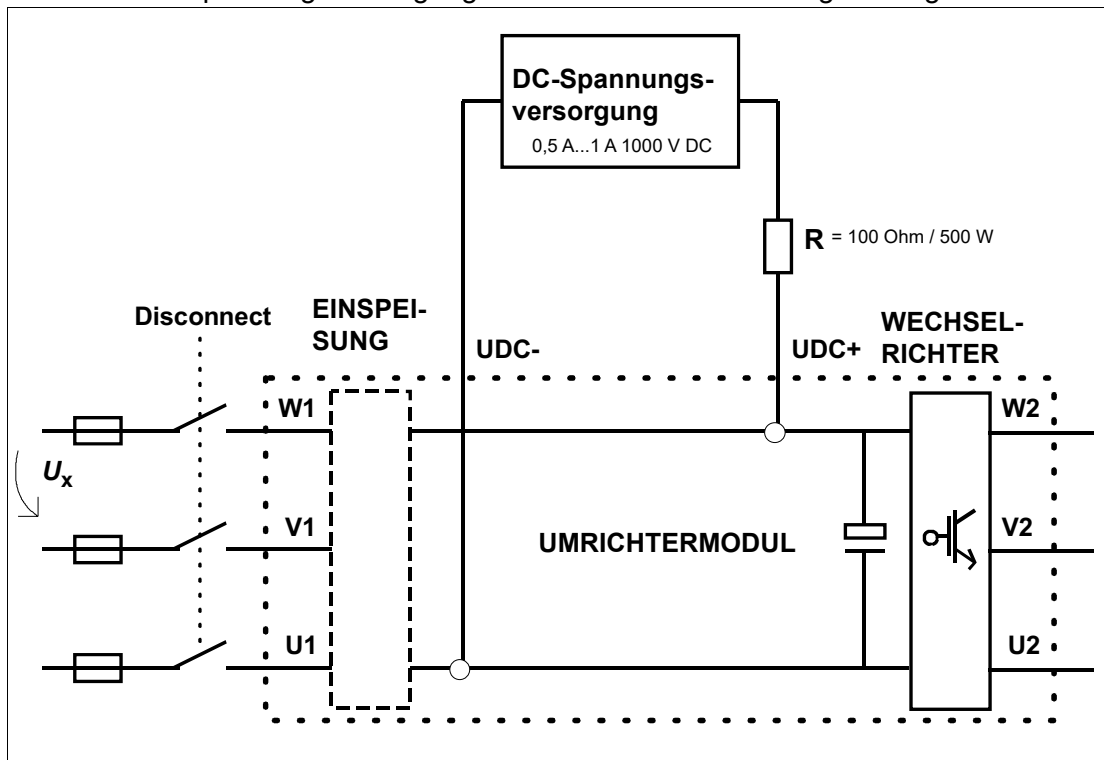 DC-Spannungs-
versorgung
0,5 A...1 A 1000 V DC
R = 100 Ohm / 500 W
Disconnect
EINSPEI-
SUNG
UDC-
UDC+
WECHSEL-
RICHTER
W1
W2
Ux
V1
UMRICHTERMODUL
V2
U1
U2